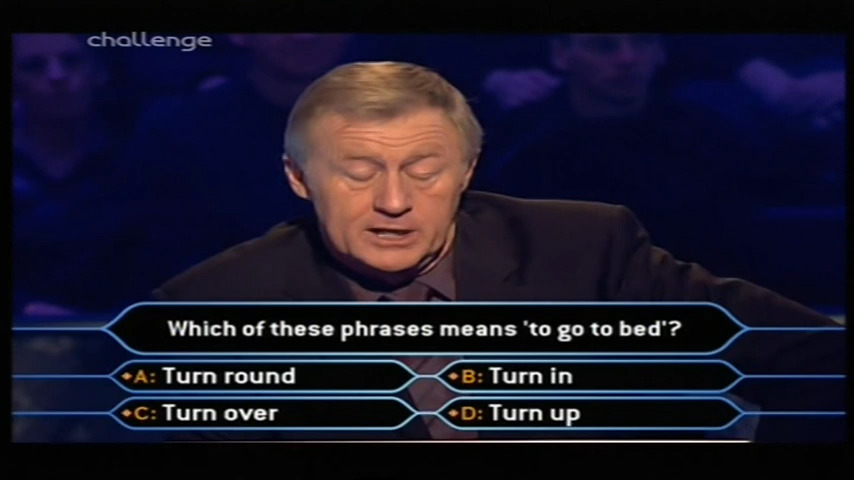 challenge
Which of these phrases means 'to go to bed'?
A: Turn round
B: Turn in
C: Turn over
D: Turn up